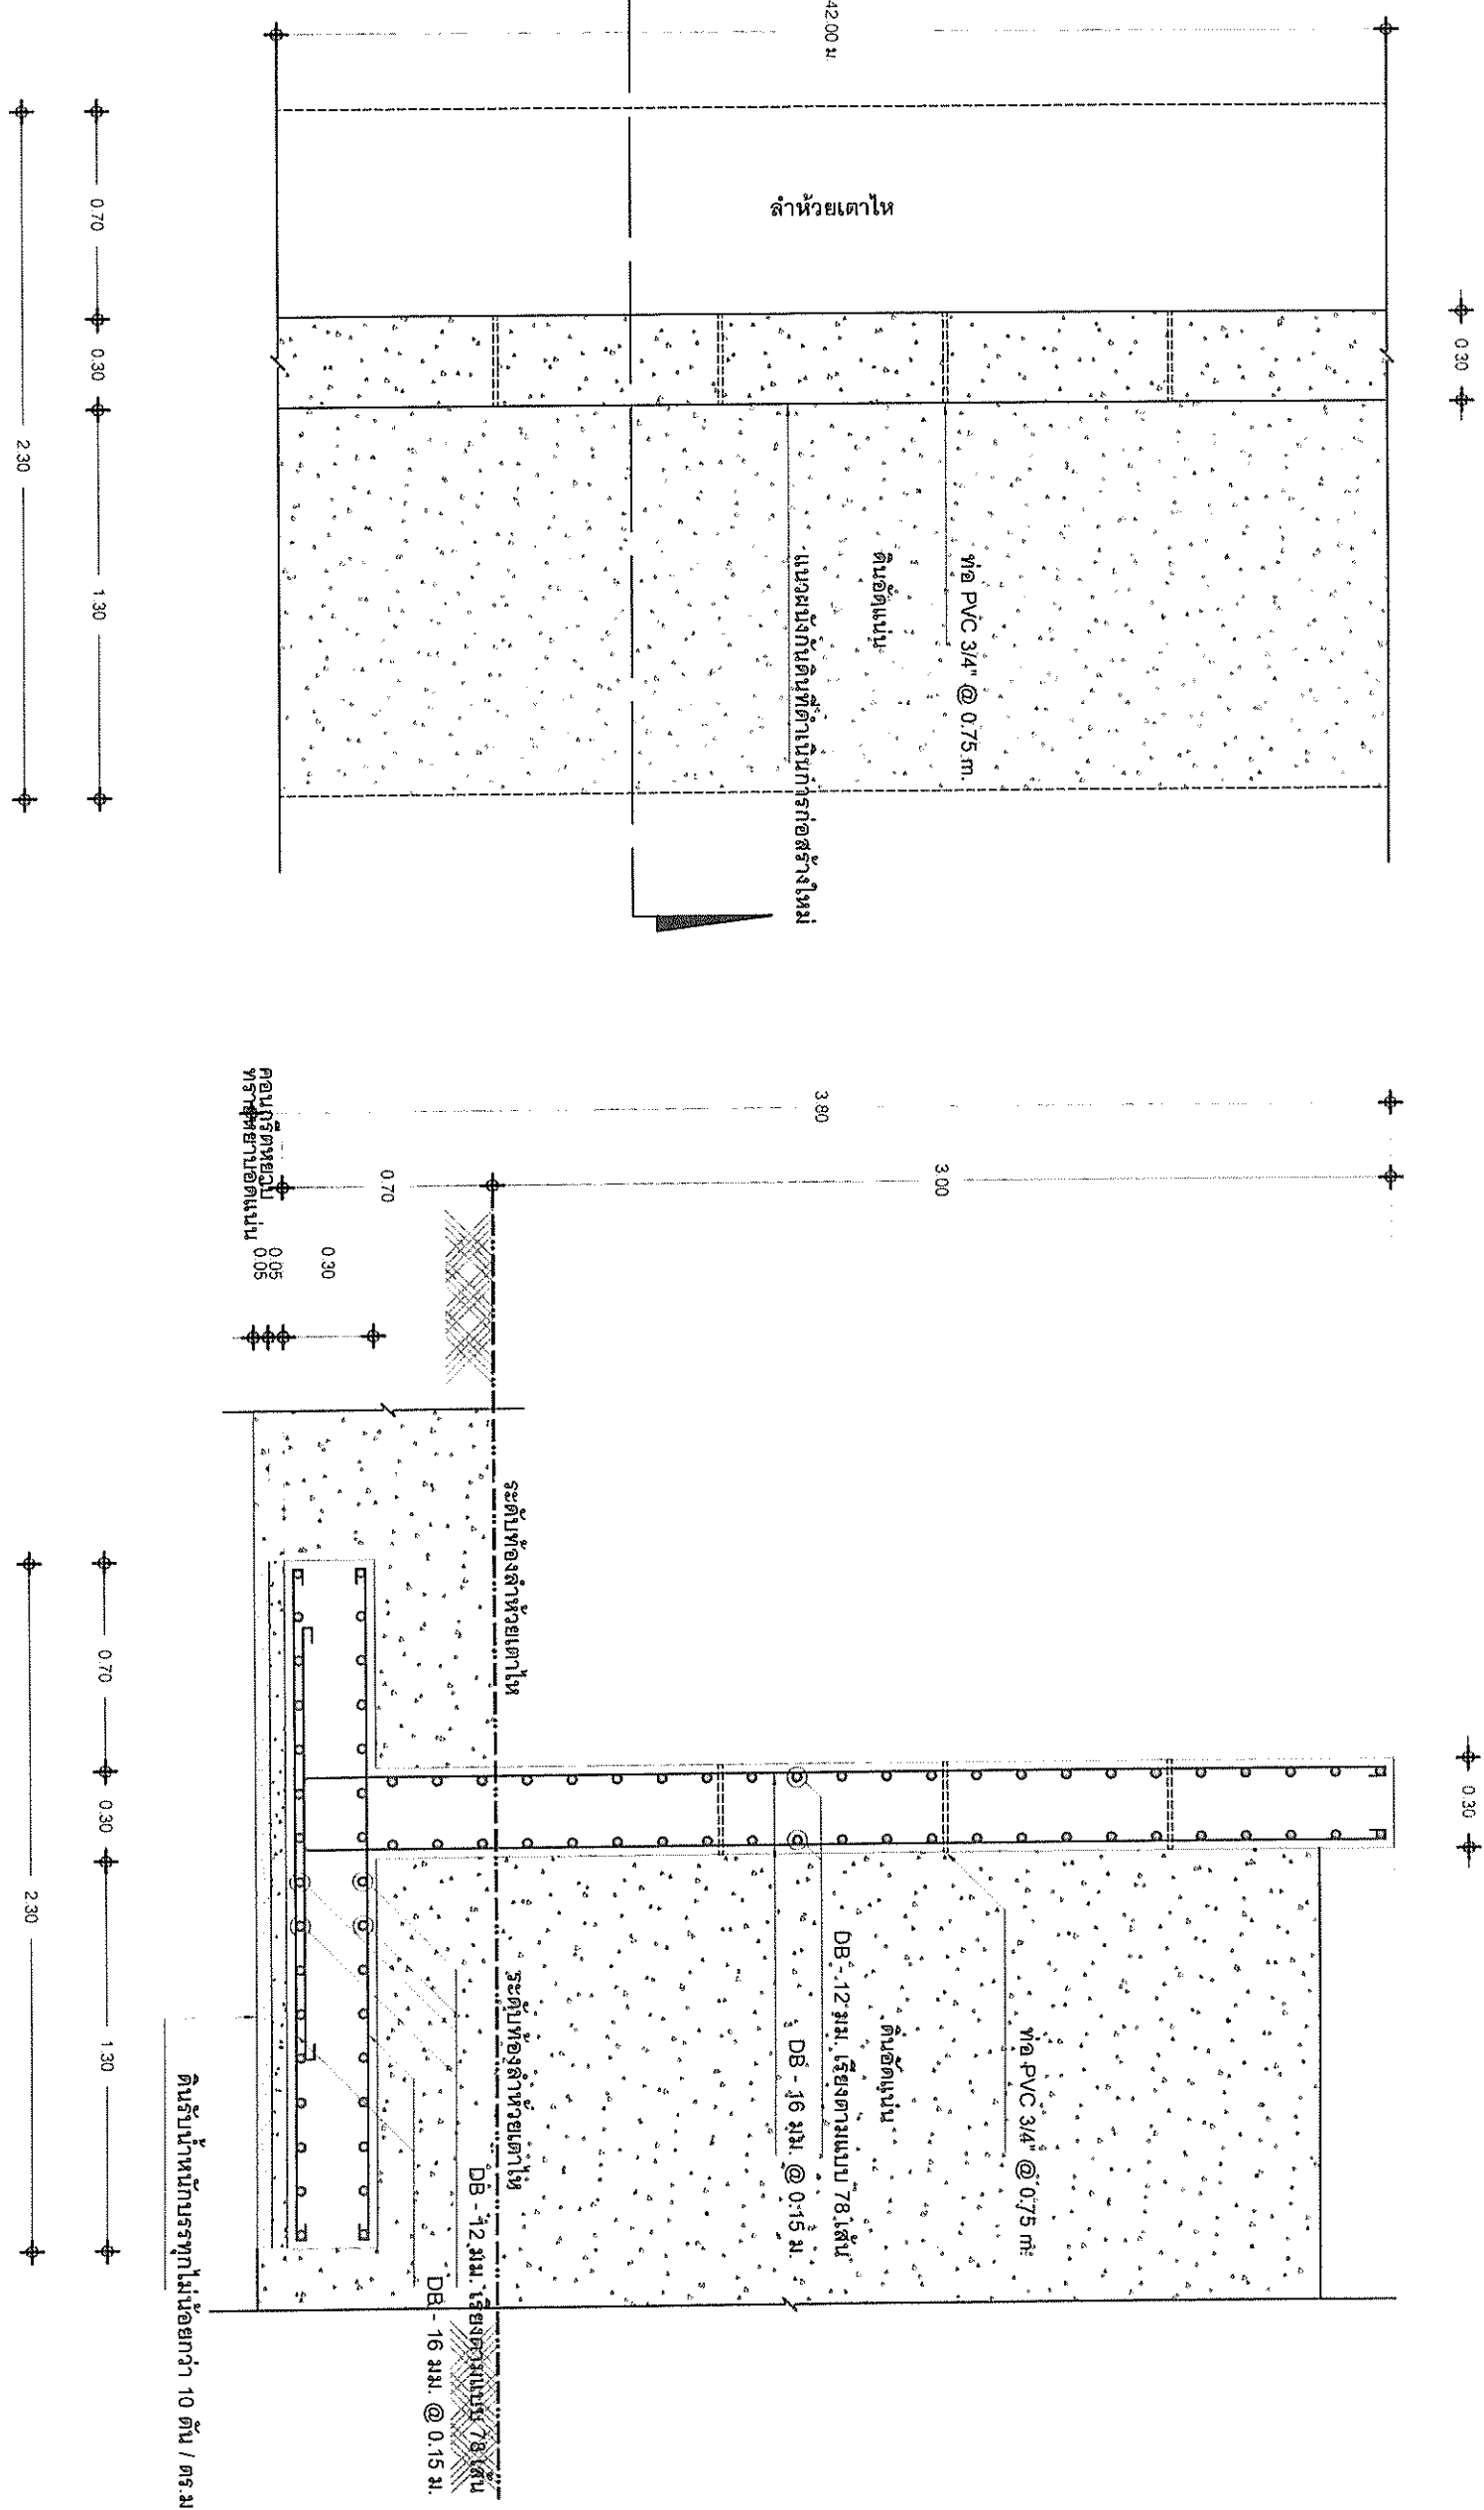 42.00 ม.
ลำห้วยเตาไห
0.30
ท่อ PVC 3/4" @ 0.75 m.
ดินอัดแน่น
แนวผนังกันดินที่ดำเนินการก่อสร้างใหม่
0.70
0.30
1.30
2.30
0.30
3.80
3.00
0.70
0.30
0.05
0.05
คอนกรีตหยาบ
ทรายหยาบอัดแน่น
ระดับท้องลำห้วยเตาไห
ท่อ PVC 3/4" @ 0.75 m.
ดินอัดแน่น
DB - 12 มม. เรียงตามแบบ 78 เส้น
DB - 16 มม. @ 0.15 ม.
ระดับท้องลำห้วยเตาไห
DB - 12 มม. เรียงตามแบบ 78 เส้น
DB - 16 มม. @ 0.15 ม.
ดินรับน้ำหนักบรรทุกไม่น้อยกว่า 10 ตัน / ตร.ม
0.70
0.30
1.30
2.30